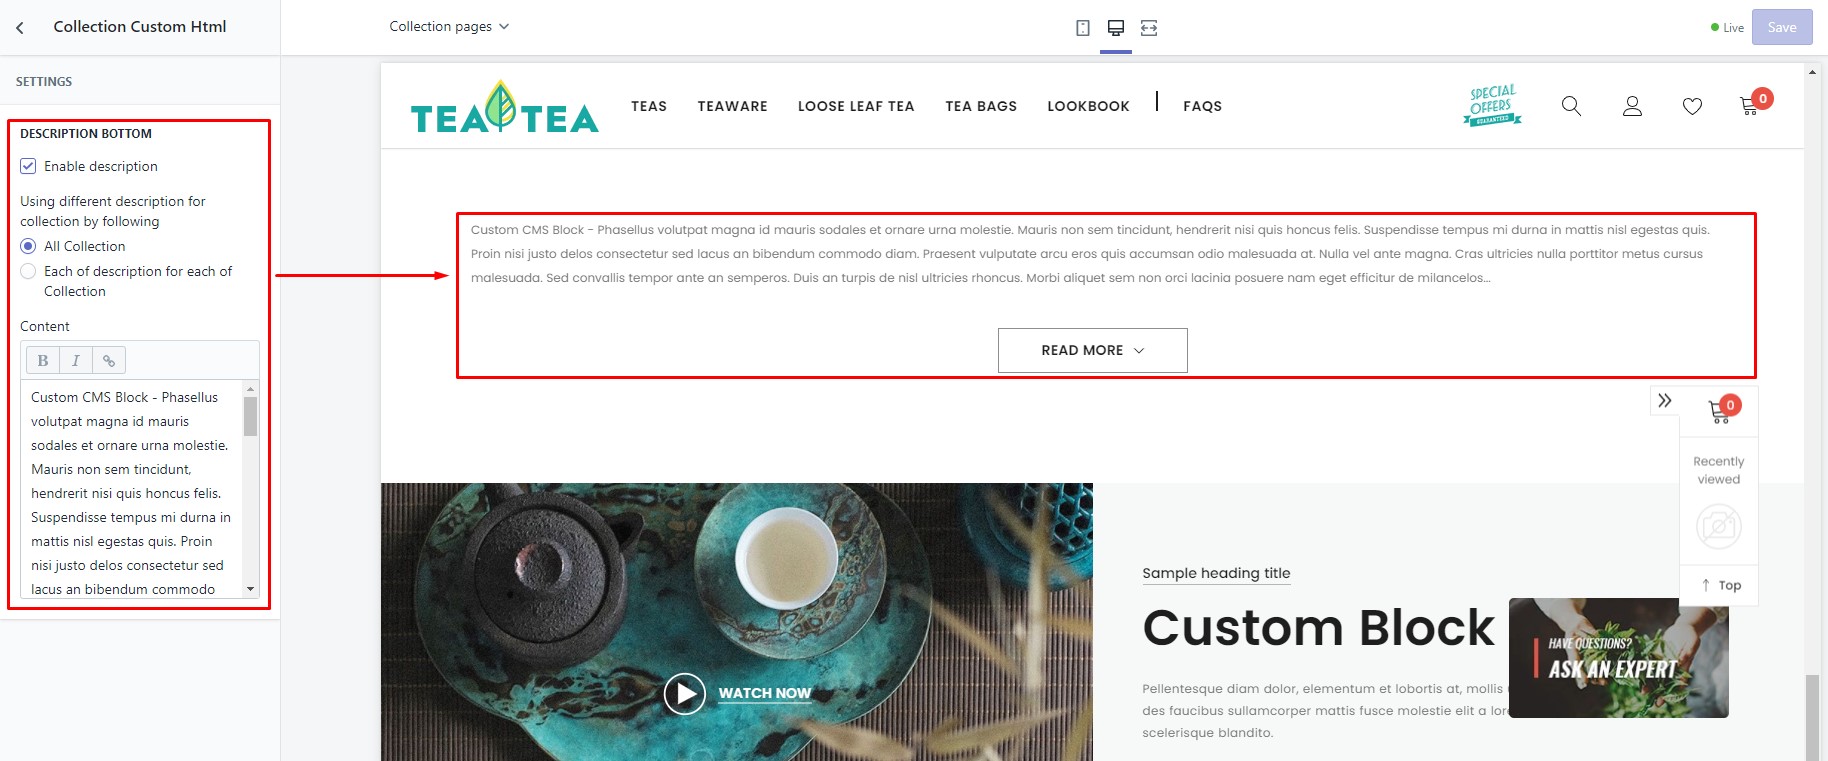 Collection Custom Html
Collection pages
Live
Save
SETTINGS
DESCRIPTION BOTTOM
Enable description
Using different description for
collection by following
All Collection
Each of description for each of
Collection
Content
B I
Custom CMS Block - Phasellus
volutpat magna id mauris
sodales et ornare urna molestie.
Mauris non sem tincidunt,
hendrerit nisi quis honcus felis.
Suspendisse tempus mi durna in
mattis nisl egestas quis. Proin
nisi justo delos consectetur sed
lacus an bibendum commodo
TEA TEA
TEAS TEAWARE LOOSE LEAF TEA TEA BAGS LOOKBOOK FAQS
SPECIAL
OFFERS
GUARANTEED
0
Custom CMS Block - Phasellus volutpat magna id mauris sodales et ornare urna molestie. Mauris non sem tincidunt, hendrerit nisi quis honcus felis. Suspendisse tempus mi durna in mattis nisl egestas quis.
Proin nisi justo delos consectetur sed lacus an bibendum commodo diam. Praesent vulputate arcu eros quis accumsan odio malesuada at. Nulla vel ante magna. Cras ultricies nulla porttitor metus cursus
malesuada. Sed convallis tempor ante an semperos. Duis an turpis de nisl ultricies rhoncus. Morbi aliquet sem non orci lacinia posuere nam eget efficitur de milancelos...
READ MORE
0
Recently
viewed
Top
WATCH NOW
Sample heading title
Custom Block
HAVE QUESTIONS?
ASK AN EXPERT
Pellentesque diam dolor, elementum et lobortis at, mollis
des faucibus sullamcorper mattis fusce molestie elit a
scelerisque blandito.